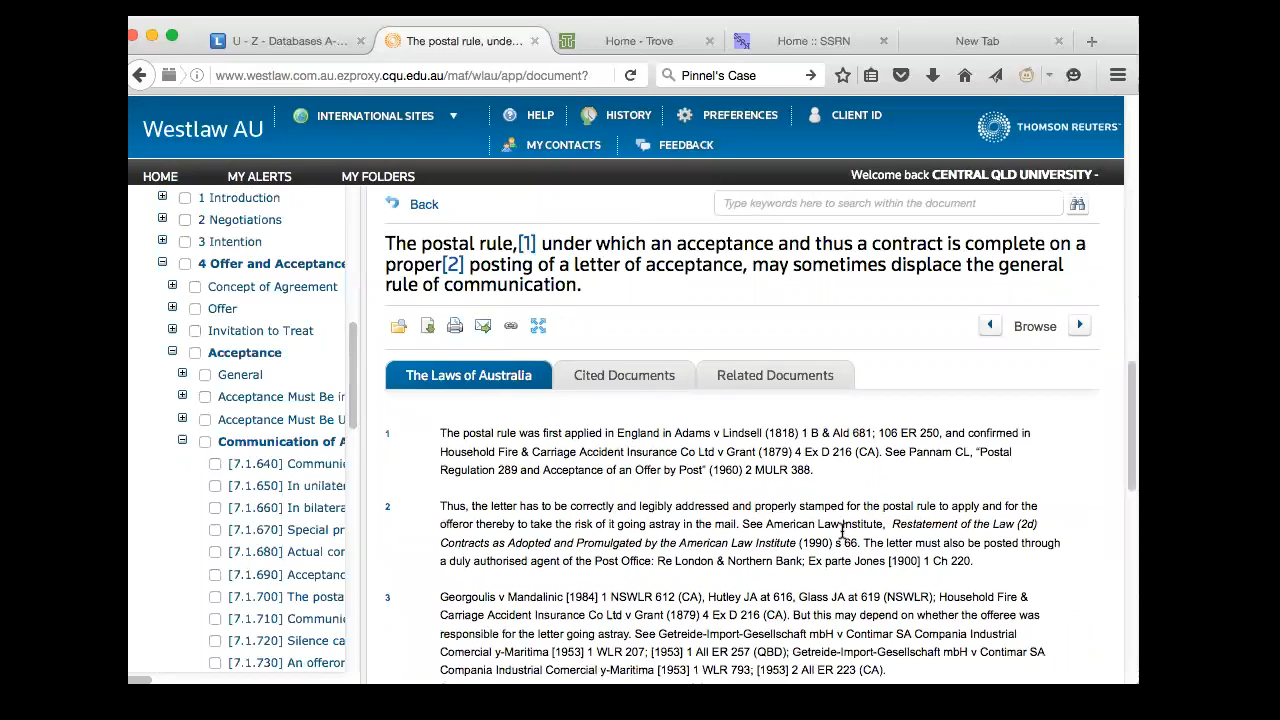 U - Z - Databases A-...
The postal rule, unde...
Home - Trove
Home :: SSRN
New Tab
www.westlaw.com.au.ezproxy.cqu.edu.au/maf/wlau/app/document?
Pinnel's Case
Westlaw AU
INTERNATIONAL SITES
HELP
HISTORY
PREFERENCES
CLIENT ID
MY CONTACTS
FEEDBACK
THOMSON REUTERS™
HOME
MY ALERTS
MY FOLDERS
Welcome back CENTRAL QLD UNIVERSITY -
1 Introduction
2 Negotiations
3 Intention
4 Offer and Acceptance
Concept of Agreement
Offer
Invitation to Treat
Acceptance
General
Acceptance Must Be i
Acceptance Must Be U
Communication of A
[7.1.640] Communi
[7.1.650] In unilat
[7.1.660] In bilater
[7.1.670] Special pr
[7.1.680] Actual cor
[7.1.690] Acceptanc
[7.1.700] The posta
[7.1.710] Communi
[7.1.720] Silence ca
[7.1.730] An offeror
Back
Type keywords here to search within the document
The postal rule,[1] under which an acceptance and thus a contract is complete on a
proper[2] posting of a letter of acceptance, may sometimes displace the general
rule of communication.
Browse
The Laws of Australia
Cited Documents
Related Documents
1 The postal rule was first applied in England in Adams v Lindsell (1818) 1 B & Ald 681; 106 ER 250, and confirmed in
Household Fire & Carriage Accident Insurance Co Ltd v Grant (1879) 4 Ex D 216 (CA). See Pannam CL, "Postal
Regulation 289 and Acceptance of an Offer by Post" (1960) 2 MULR 388.
2 Thus, the letter has to be correctly and legibly addressed and properly stamped for the postal rule to apply and for the
offeror thereby to take the risk of it going astray in the mail. See American Law Institute, Restatement of the Law (2d)
Contracts as Adopted and Promulgated by the American Law Institute (1990) s 66. The letter must also be posted through
a duly authorised agent of the Post Office: Re London & Northern Bank; Ex parte Jones [1900] 1 Ch 220.
3 Georgoulis v Mandalinic [1984] 1 NSWLR 612 (CA), Hutley JA at 616, Glass JA at 619 (NSWLR); Household Fire &
Carriage Accident Insurance Co Ltd v Grant (1879) 4 Ex D 216 (CA). But this may depend on whether the offeree was
responsible for the letter going astray. See Getreide-Import-Gesellschaft mbH v Contimar SA Compania Industrial
Comercial y-Maritima [1953] 1 WLR 207; [1953] 1 All ER 257 (QBD); Getreide-Import-Gesellschaft mbH v Contimar SA
Compania Industrial Comercial y-Maritima [1953] 1 WLR 793; [1953] 2 All ER 223 (CA).